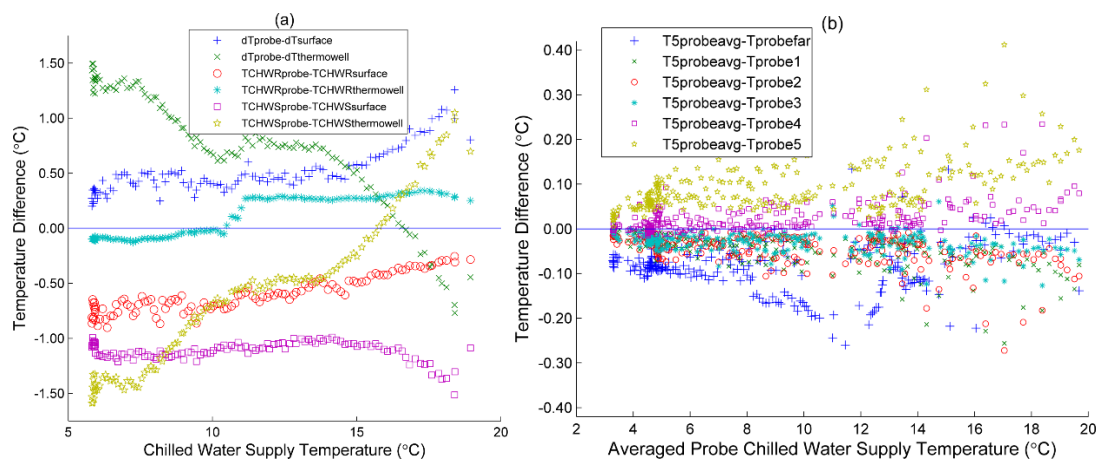 (a)
1.50
1.00
0.50
0.00
-0.50
-1.00
-1.50
Temperature Difference (°C)
dTprobe-dTsurface
dTprobe-dTthermowell
TCHWRprobe-TCHWRsurface
TCHWRprobe-TCHWRthermowell
TCHWSprobe-TCHWSsurface
TCHWSprobe-TCHWSthermowell
5 10 15 20
Chilled Water Supply Temperature (°C)
(b)
0.40
0.30
0.20
0.10
0.00
-0.10
-0.20
-0.30
-0.40
Temperature Difference (°C)
T5probeavg-Tprobefar
T5probeavg-Tprobe1
T5probeavg-Tprobe2
T5probeavg-Tprobe3
T5probeavg-Tprobe4
T5probeavg-Tprobe5
4 6 8 10 12 14 16 18 20
Averaged Probe Chilled Water Supply Temperature (°C)